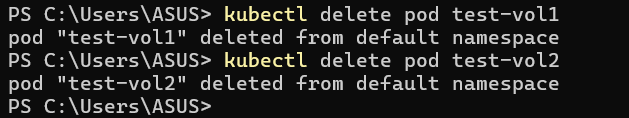 PS C:\Users\ASUS> kubectl delete pod test-vol1
pod "test-vol1" deleted from default namespace
PS C:\Users\ASUS> kubectl delete pod test-vol2
pod "test-vol2" deleted from default namespace
PS C:\Users\ASUS>